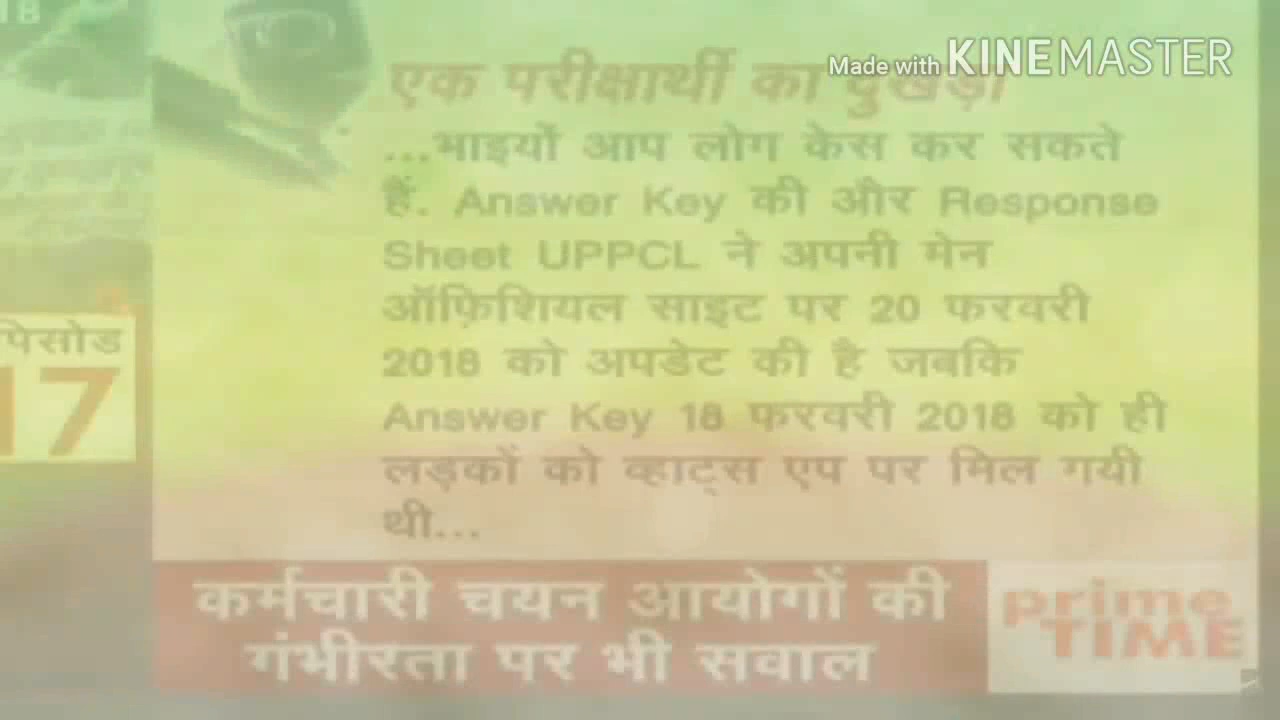 18
Made with KINEMASTER
एक परीक्षार्थी का दुखड़ा
...भाइयों आप लोग केस कर सकते
हैं. Answer Key की और Response
Sheet UPPCL ने अपनी मेन
ऑफ़िशियल साइट पर 20 फरवरी
2018 को अपडेट की है जबकि
Answer Key 18 फरवरी 2018 को ही
लड़कों को व्हाट्स एप पर मिल गयी
थी...
पिसोड
17
कर्मचारी चयन आयोगों की
गंभीरता पर भी सवाल
prime
TIME